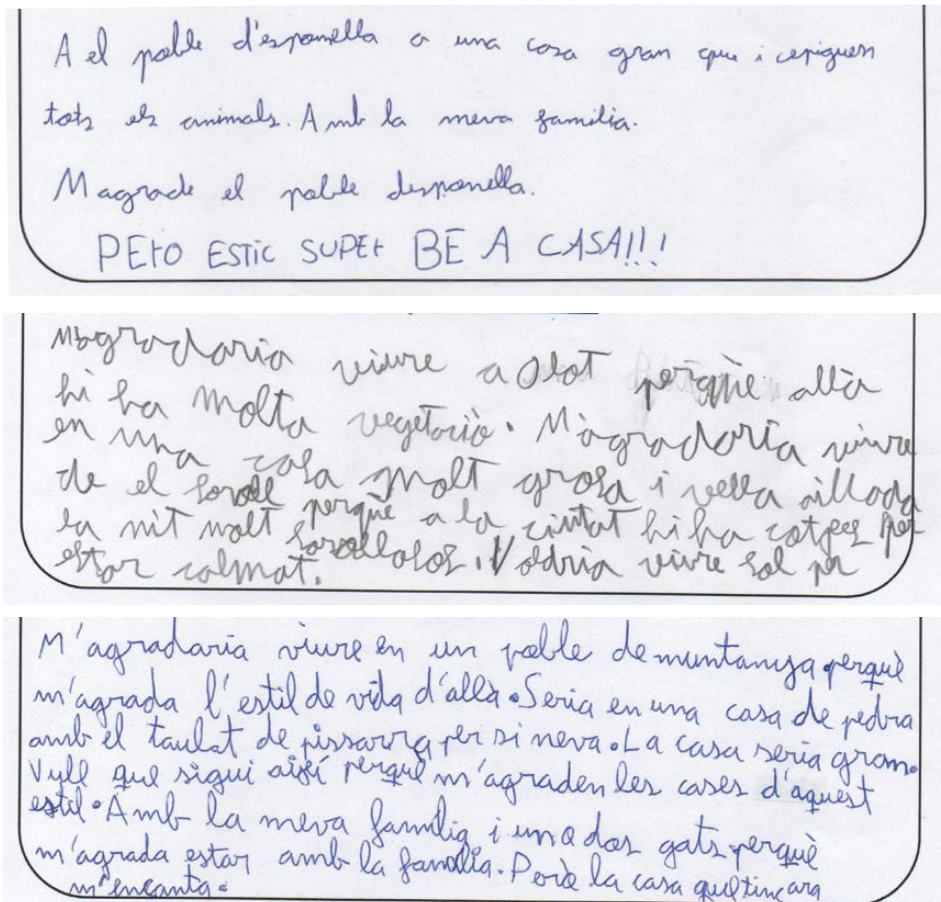 A el poble d'esponella a una cosa gran que i capiguem
tots els animals. Amb la meva familia.
Magrade el poble desponella.
PErO ESTIC SUPEr BE A CASA!!!
Magradaria viure a Olot perquè allà
hi ha molta vegetació. M'agradaria viure
en una casa molt grosa i vella aillada
de el soroll perquè a la ciutat hi ha cotges per
la nit molt sorollosos. Voldria viure sol per
estar calmat.
M'agradaria viure en un poble de muntanya perquè
m'agrada l'estil de vida d'allà. Seria en una casa de pedra
amb el taulat de pissarra per si neva. La casa seria gran.
Vull que sigui així perquè m'agraden les cases d'aquest
estil. Amb la meva familia i un o dos gats perquè
m'agrada estar amb la familia. Però la casa que tinc ara
m'encanta.